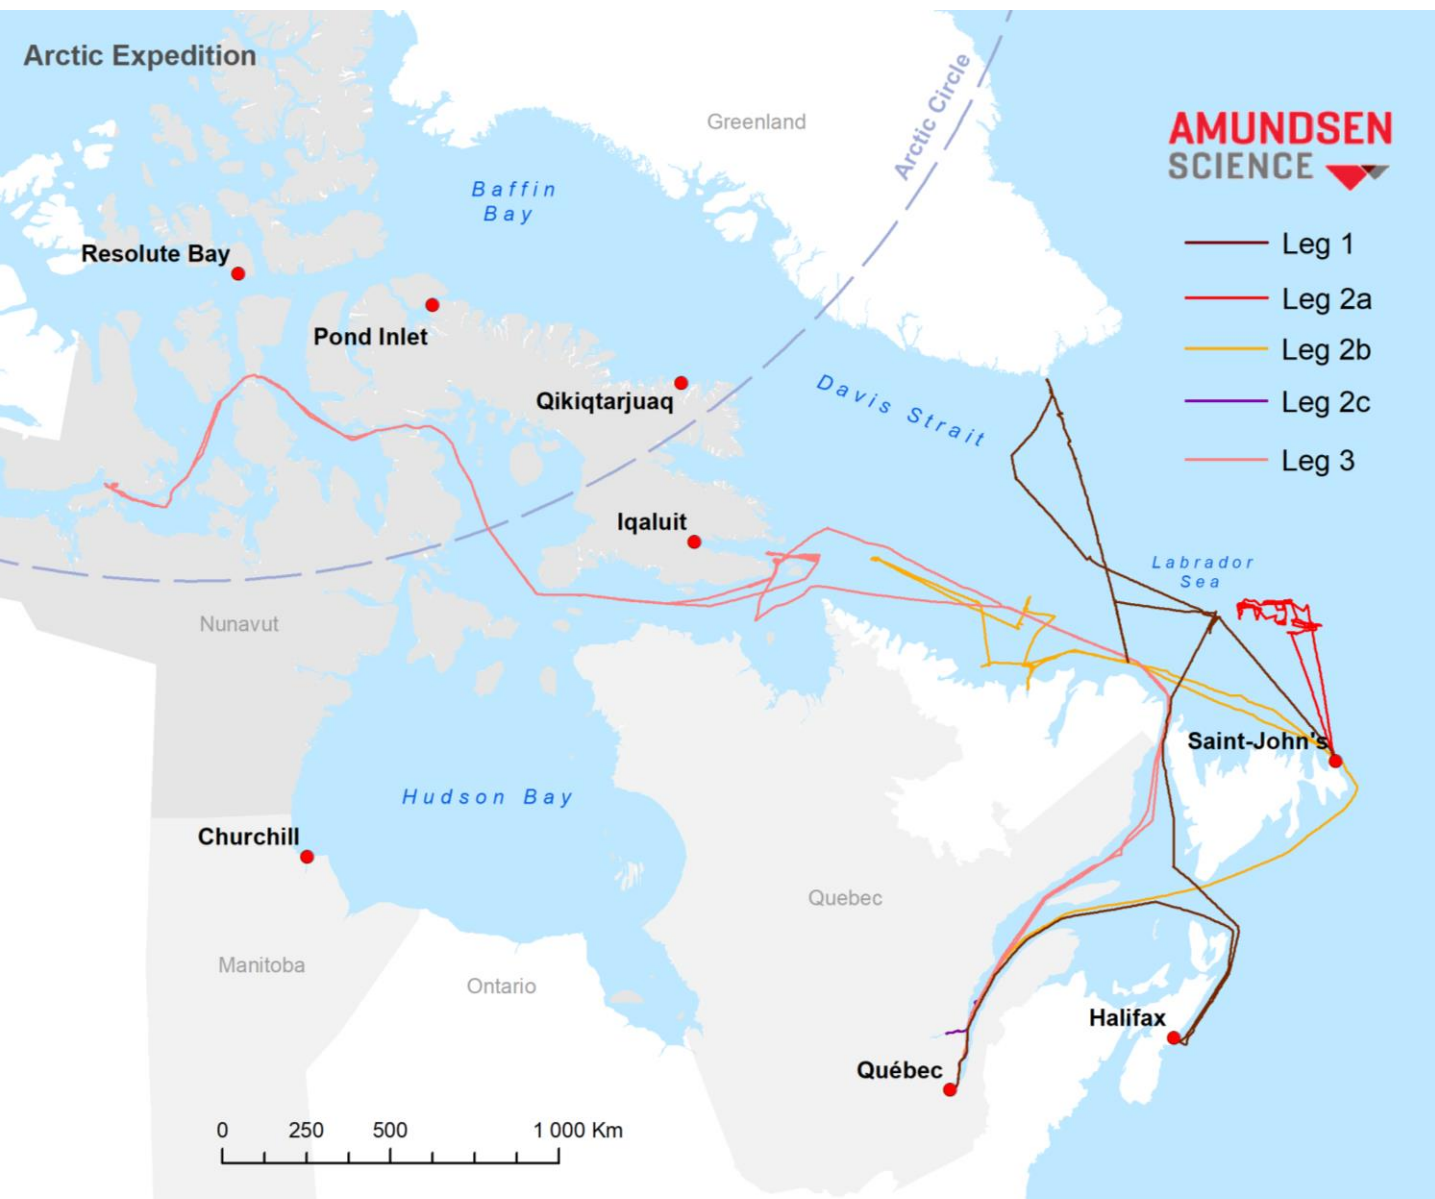 Arctic Expedition
Greenland
Arctic Circle
AMUNDSEN
SCIENCE
Baffin
Bay
Leg 1
Resolute Bay
Leg 2a
Pond Inlet
Leg 2b
Qikiqtarjuaq
Davis Strait
Leg 2c
Leg 3
Iqaluit
Labrador
Sea
Nunavut
Saint-John's
Hudson Bay
Churchill
Quebec
Manitoba
Ontario
Halifax
Québec
0 250 500 1 000 Km